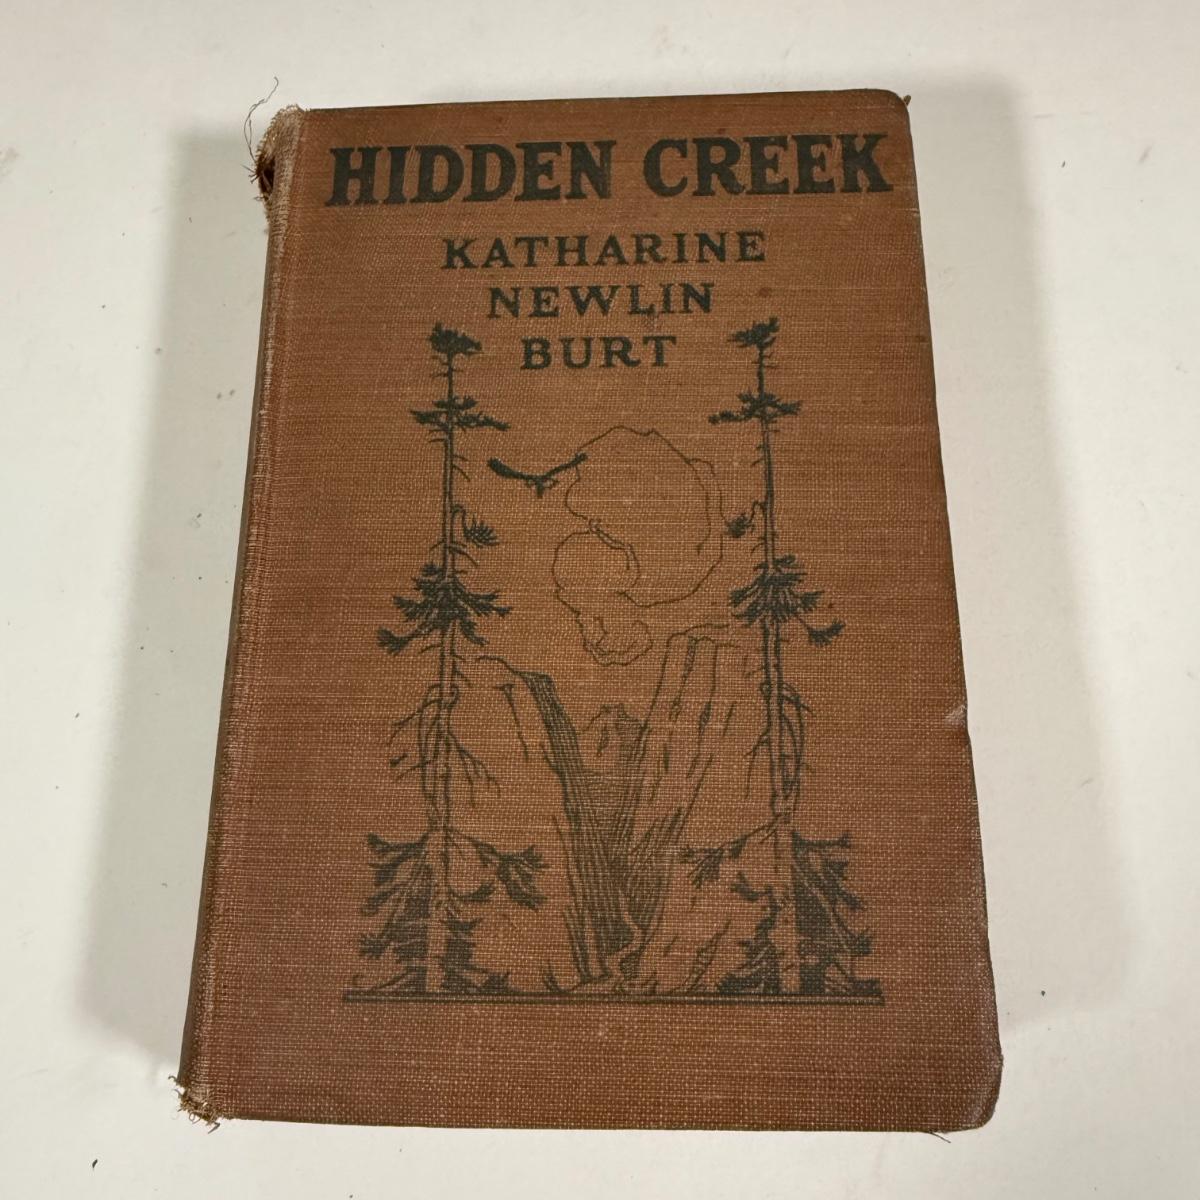 HIDDEN CREEK
KATHARINE
NEWLIN
BURT